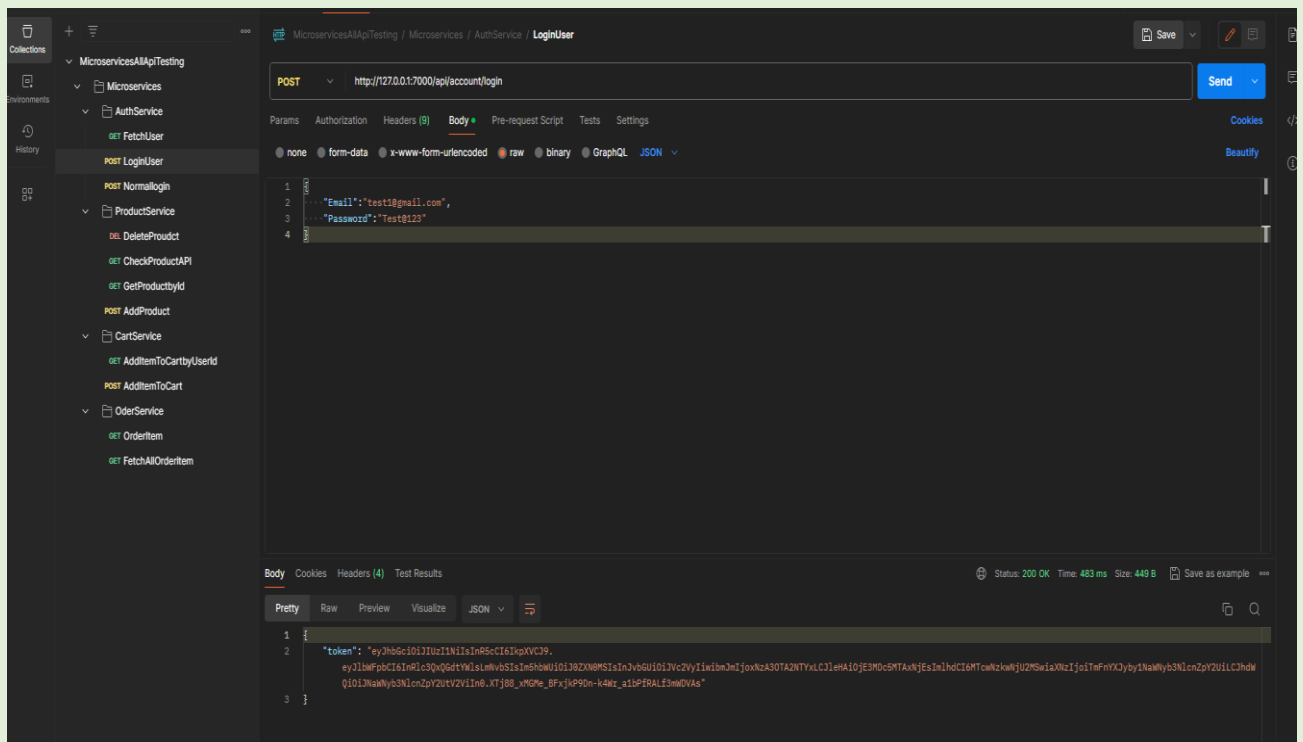 Collections
Environments
History
MicroservicesAllApiTesting
Microservices
AuthService
GET FetchUser
POST LoginUser
POST Normallogin
ProductService
DEL DeleteProudct
GET CheckProductAPI
GET GetProductbyId
POST AddProduct
CartService
GET AddItemToCartbyUserId
POST AddItemToCart
OderService
GET OrderItem
GET FetchAllOrderitem
HTTP MicroservicesAllApiTesting / Microservices / AuthService / LoginUser
Save
POST http://127.0.0.1:7000/api/account/login
Send
Params Authorization Headers (9) Body Pre-request Script Tests Settings
Cookies
none form-data x-www-form-urlencoded raw binary GraphQL JSON
Beautify
1 {
2 "Email":"test1@gmail.com",
3 "Password":"Test@123"
4 }
Body Cookies Headers (4) Test Results
Status: 200 OK Time: 483 ms Size: 449 B Save as example
Pretty Raw Preview Visualize JSON
1 {
2 "token": "eyJhbGciOiJIUzI1NiIsInR5cCI6IkpXVCJ9.
3 }